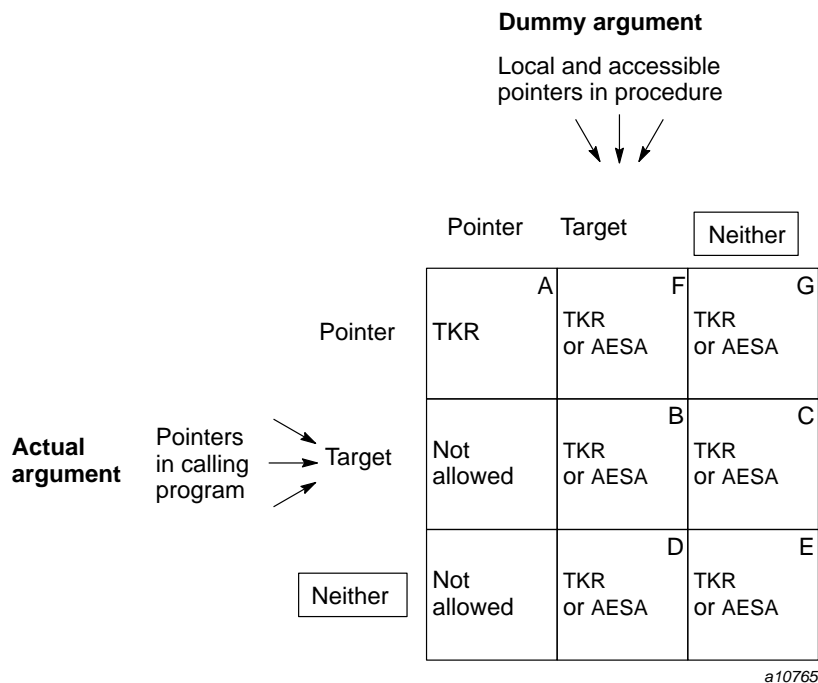 Dummy argument
Local and accessible
pointers in procedure
Pointer Target Neither
A F G
Pointer TKR TKR TKR
or AESA or AESA
B C
Actual Pointers Target Not TKR TKR
argument in calling allowed or AESA or AESA
program
D E
Neither Not TKR TKR
allowed or AESA or AESA
a10765